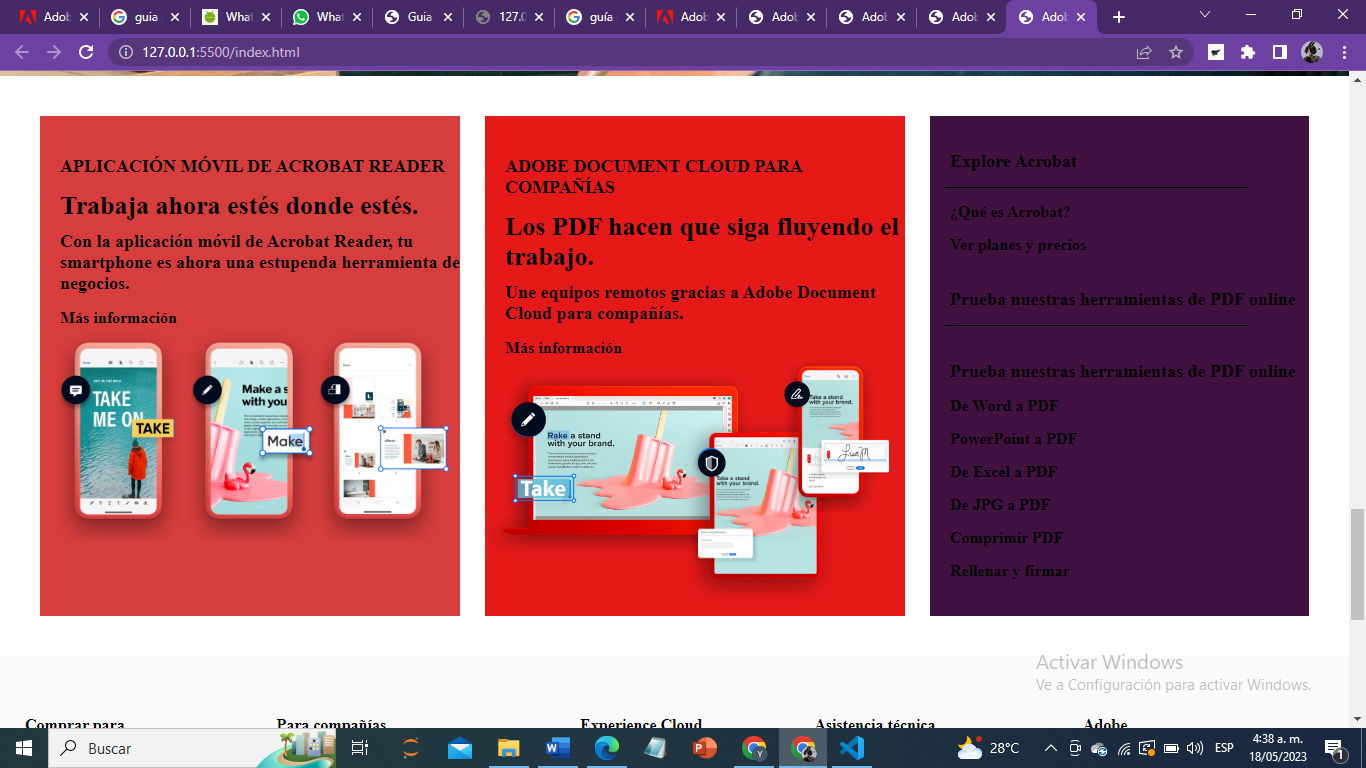 Adob
guia
What
What
Guia
127.0
guía
Adob
Adob
Adob
Adob
Adob
127.0.0.1:5500/index.html
APLICACIÓN MÓVIL DE ACROBAT READER
Trabaja ahora estés donde estés.
Con la aplicación móvil de Acrobat Reader, tu
smartphone es ahora una estupenda herramienta de
negocios.
Más información
TAKE
ME ON
TAKE
Make a s
with you
Make
ADOBE DOCUMENT CLOUD PARA
COMPAÑÍAS
Los PDF hacen que siga fluyendo el
trabajo.
Une equipos remotos gracias a Adobe Document
Cloud para compañías.
Más información
Rake a stand
with your brand.
Take
Take a stand
with your brand.
Take a stand
with your brand.
Explore Acrobat
¿Qué es Acrobat?
Ver planes y precios
Prueba nuestras herramientas de PDF online
Prueba nuestras herramientas de PDF online
De Word a PDF
PowerPoint a PDF
De Excel a PDF
De JPG a PDF
Comprimir PDF
Rellenar y firmar
Activar Windows
Ve a Configuración para activar Windows.
Comprar para
Para compañías
Experience Cloud
Asistencia técnica
Adobe
Buscar
28°C
ESP
4:38 a. m.
18/05/2023
1